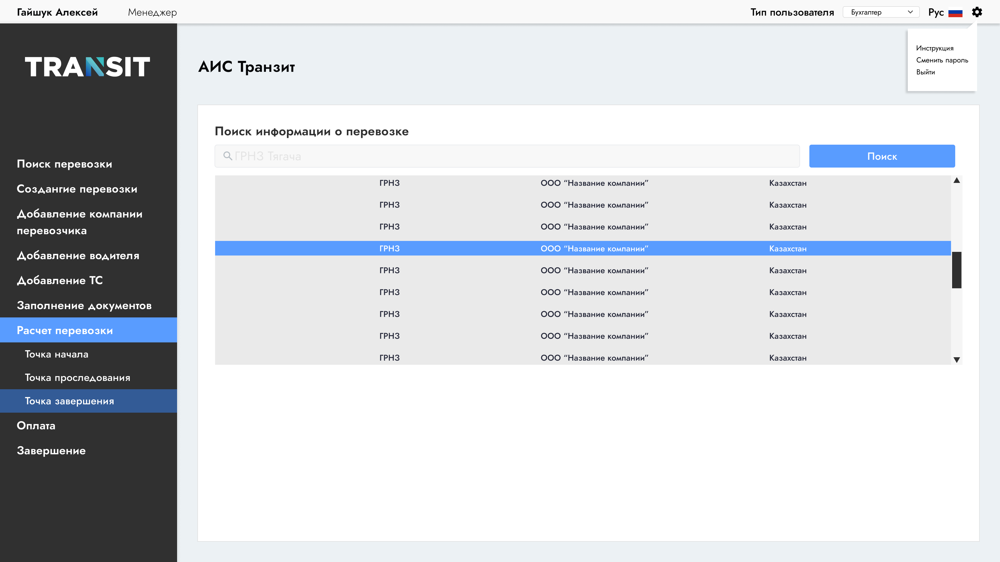 Гайшук Алексей Менеджер Тип пользователя Бухгалтер Рус
Инструкция
Сменить пароль
Выйти
TRANSIT
АИС Транзит
Поиск перевозки
Создангие перевозки
Добавление компании
перевозчика
Добавление водителя
Добавление ТС
Заполнение документов
Расчет перевозки
Точка начала
Точка проследования
Точка завершения
Оплата
Завершение
Поиск информации о перевозке
ГРНЗ Тягача Поиск
ГРНЗ ООО “Название компании” Казахстан
ГРНЗ ООО “Название компании” Казахстан
ГРНЗ ООО “Название компании” Казахстан
ГРНЗ ООО “Название компании” Казахстан
ГРНЗ ООО “Название компании” Казахстан
ГРНЗ ООО “Название компании” Казахстан
ГРНЗ ООО “Название компании” Казахстан
ГРНЗ ООО “Название компании” Казахстан
ГРНЗ ООО “Название компании” Казахстан